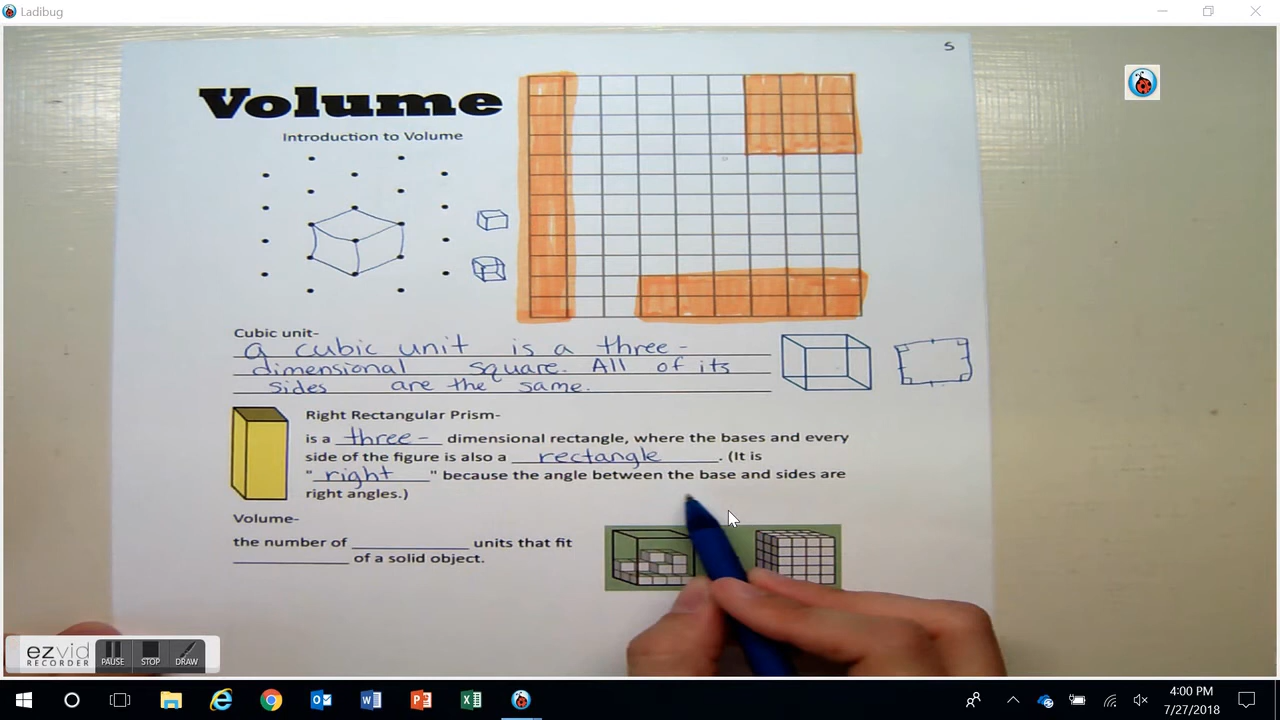 Ladibug
5
Volume
Introduction to Volume
Cubic unit-
a cubic unit is a three-
dimensional square. All of its
sides are the same.
Right Rectangular Prism-
is a three- dimensional rectangle, where the bases and every
side of the figure is also a rectangle. (It is
"right" because the angle between the base and sides are
right angles.)
Volume-
the number of ____________ units that fit
____________ of a solid object.
ezvid
RECORDER
PAUSE
STOP
DRAW
4:00 PM
7/27/2018